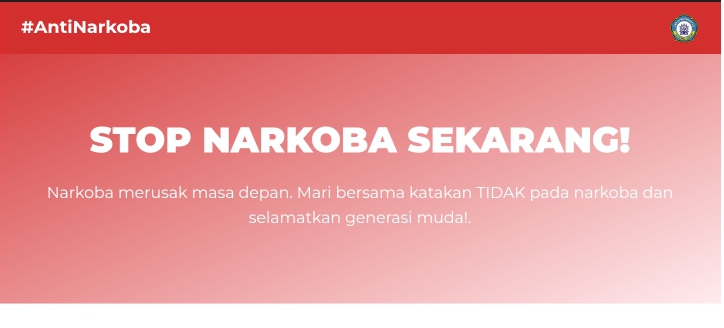 #AntiNarkoba
STOP NARKOBA SEKARANG!
Narkoba merusak masa depan. Mari bersama katakan TIDAK pada narkoba dan
selamatkan generasi muda!.